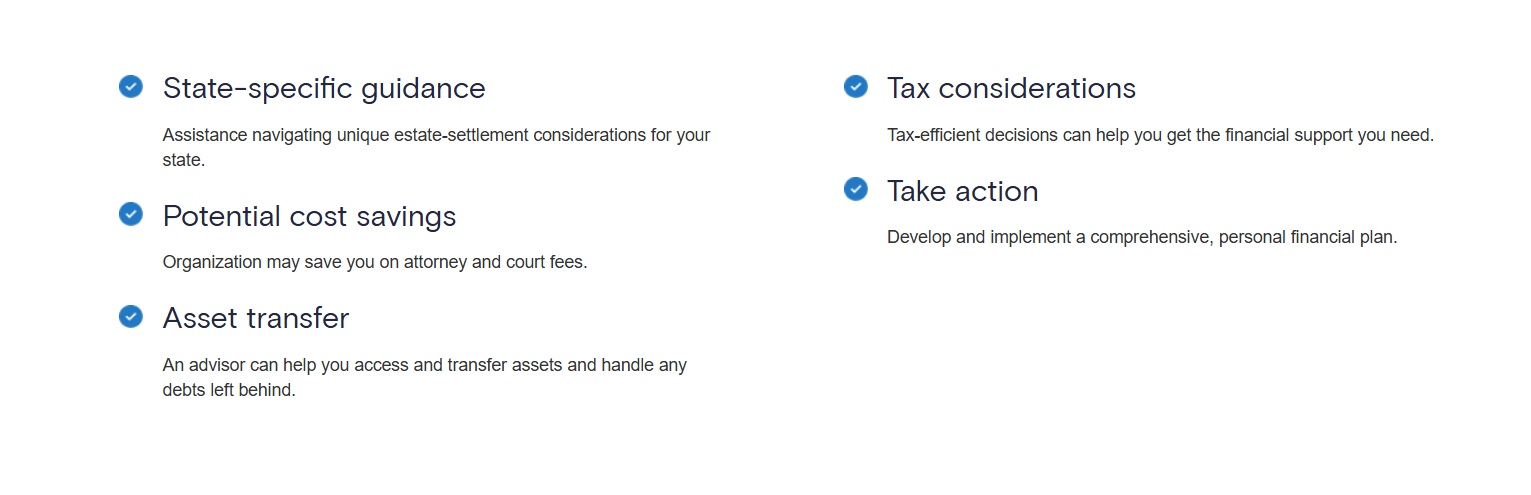 State-specific guidance
Assistance navigating unique estate-settlement considerations for your
state.
Potential cost savings
Organization may save you on attorney and court fees.
Asset transfer
An advisor can help you access and transfer assets and handle any
debts left behind.
Tax considerations
Tax-efficient decisions can help you get the financial support you need.
Take action
Develop and implement a comprehensive, personal financial plan.